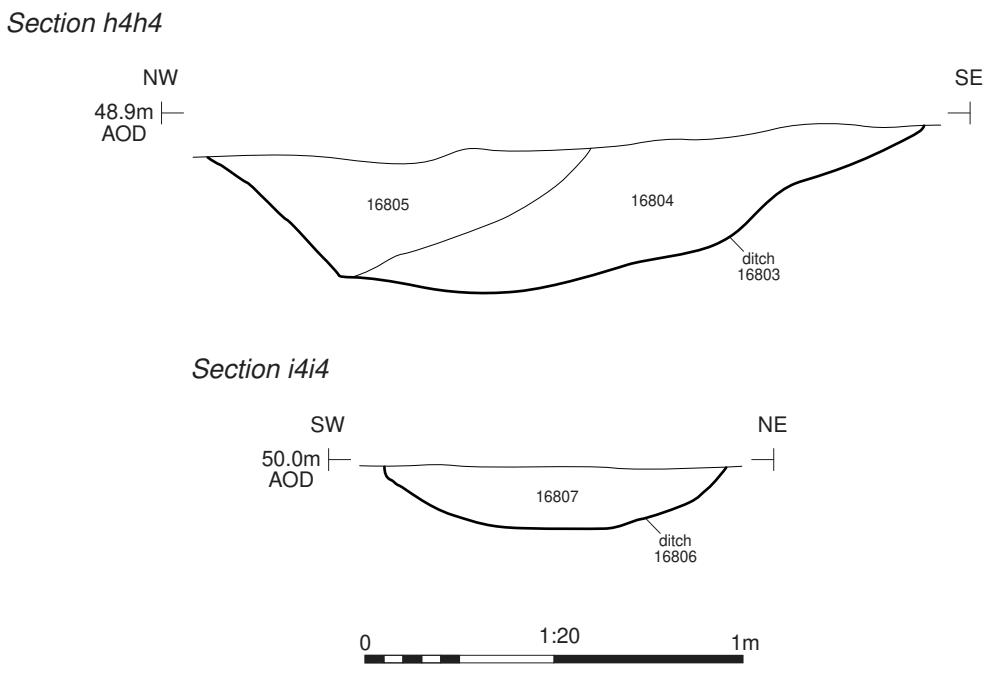 Section h4h4
NW
SE
48.9m
AOD
16805
16804
ditch
16803
Section i4i4
SW
NE
50.0m
AOD
16807
ditch
16806
0
1:20
1m